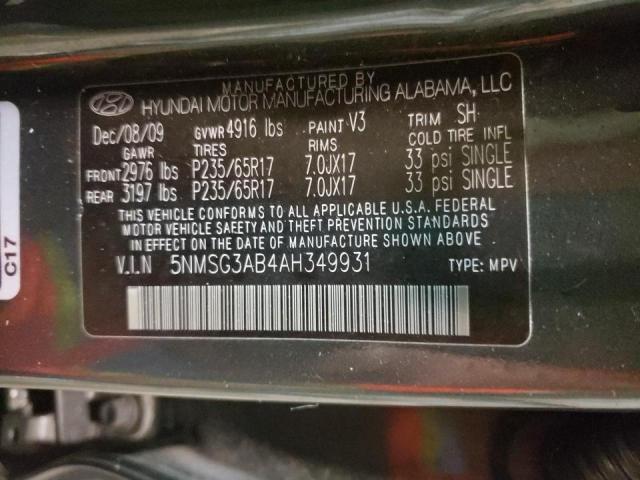 MANUFACTURED BY
HYUNDAI MOTOR MANUFACTURING ALABAMA, LLC
Dec/08/09 GVWR 4916 lbs PAINT V3 TRIM SH
GAWR TIRES RIMS COLD TIRE INFL
FRONT 2976 lbs P235/65R17 7.0JX17 33 psi SINGLE
REAR 3197 lbs P235/65R17 7.0JX17 33 psi SINGLE
THIS VEHICLE CONFORMS TO ALL APPLICABLE U.S.A. FEDERAL
MOTOR VEHICLE SAFETY AND THEFT PREVENTION STANDARDS
IN EFFECT ON THE DATE OF MANUFACTURE SHOWN ABOVE.
V.I.N 5NMSG3AB4AH349931 TYPE: MPV
C17